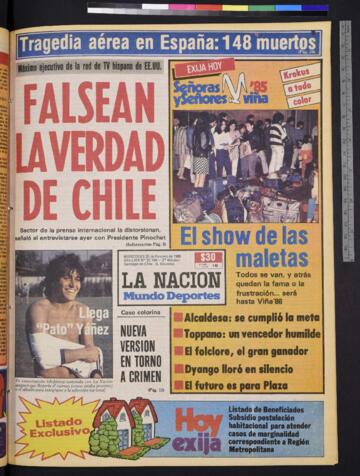 Tragedia aérea en España: 148 muertos
Máximo ejecutivo de la red de TV hispana de EE.UU.
FALSEAN
LA VERDAD
DE CHILE
Sector de la prensa internacional la distorsionan,
señaló al entrevistarse ayer con Presidente Pinochet
EXIJA HOY
Señoras
y Señores
V
'85
viña
Krokus
a todo
color
El show de las
maletas
Todos se van, y atrás
quedan la fama o la
frustración... será
hasta Viña'86
$30
LA NACION
Mundo Deportes
Llega
"Pato" Yáñez
Caso calorina
NUEVA
VERSION
EN TORNO
A CRIMEN
Alcaldesa: se cumplió la meta
Toppano: un vencedor humilde
El folclore, el gran ganador
Dyango lloró en silencio
El futuro es para Plaza
Listado
Exclusivo
Hoy
exija
Listado de Beneficiados
Subsidio postulación
habitacional para atender
casos de marginalidad
correspondiente a Región
Metropolitana